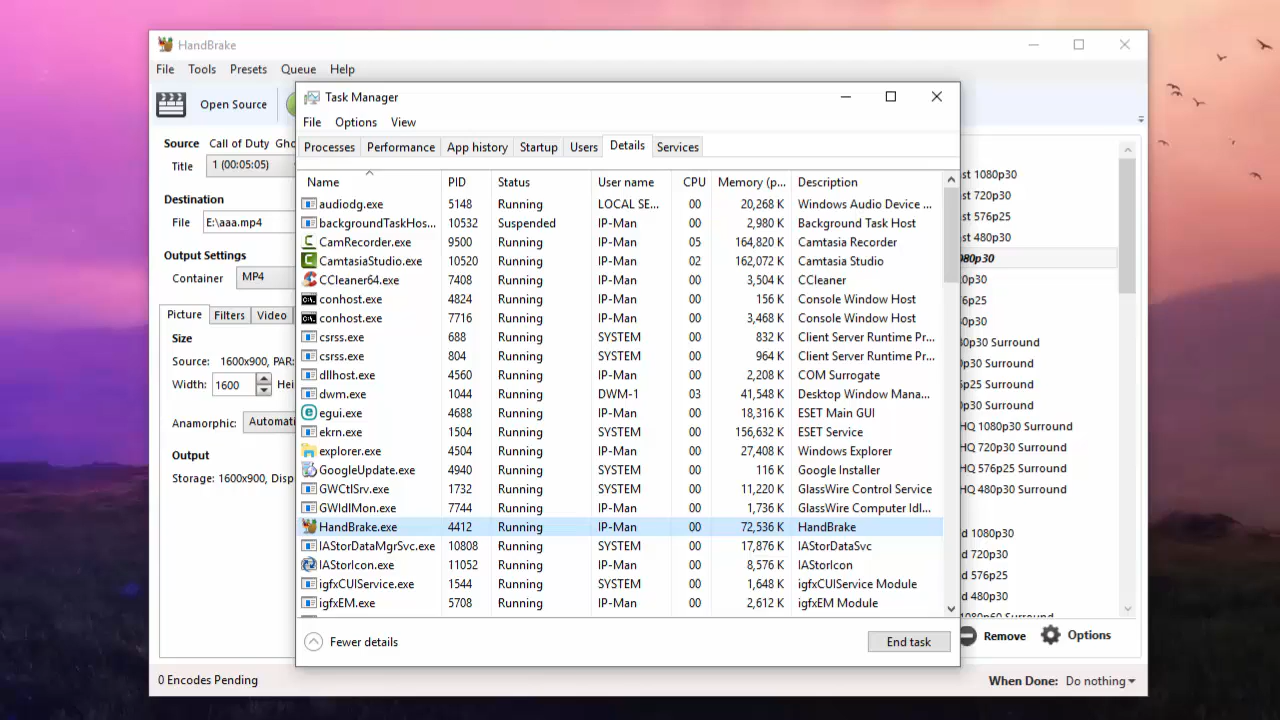 HandBrake
File Tools Presets Queue Help
Open Source
Source Call of Duty Gho
Title 1 (00:05:05)
Destination
File E:\aaa.mp4
Output Settings
Container MP4
Picture Filters Video
Size
Source: 1600x900, PAR:
Width: 1600 Hei
Anamorphic: Automati
Output
Storage: 1600x900, Disp
0 Encodes Pending
Task Manager
File Options View
Processes Performance App history Startup Users Details Services
Name PID Status User name CPU Memory (p... Description
audiodg.exe 5148 Running LOCAL SE... 00 20,268 K Windows Audio Device ...
backgroundTaskHos... 10532 Suspended IP-Man 00 2,980 K Background Task Host
CamRecorder.exe 9500 Running IP-Man 05 164,820 K Camtasia Recorder
CamtasiaStudio.exe 10520 Running IP-Man 02 162,072 K Camtasia Studio
CCleaner64.exe 7408 Running IP-Man 00 3,504 K CCleaner
conhost.exe 4824 Running IP-Man 00 156 K Console Window Host
conhost.exe 7716 Running IP-Man 00 3,468 K Console Window Host
csrss.exe 688 Running SYSTEM 00 832 K Client Server Runtime Pr...
csrss.exe 804 Running SYSTEM 00 964 K Client Server Runtime Pr...
dllhost.exe 4560 Running IP-Man 00 2,208 K COM Surrogate
dwm.exe 1044 Running DWM-1 03 41,548 K Desktop Window Mana...
egui.exe 4688 Running IP-Man 00 18,316 K ESET Main GUI
ekrn.exe 1504 Running SYSTEM 00 156,632 K ESET Service
explorer.exe 4504 Running IP-Man 00 27,408 K Windows Explorer
GoogleUpdate.exe 4940 Running SYSTEM 00 116 K Google Installer
GWCtlSrv.exe 1732 Running SYSTEM 00 11,220 K GlassWire Control Service
GWIdlMon.exe 7744 Running IP-Man 00 1,736 K GlassWire Computer Idl...
HandBrake.exe 4412 Running IP-Man 00 72,536 K HandBrake
IAStorDataMgrSvc.exe 10808 Running SYSTEM 00 17,876 K IAStorDataSvc
IAStorIcon.exe 11052 Running IP-Man 00 8,576 K IAStorIcon
igfxCUIService.exe 1544 Running SYSTEM 00 1,648 K igfxCUIService Module
igfxEM.exe 5708 Running IP-Man 00 2,612 K igfxEM Module
Fewer details
End task
st 1080p30
st 720p30
st 576p25
st 480p30
080p30
20p30
76p25
80p30
80p30 Surround
0p30 Surround
6p25 Surround
0p30 Surround
HQ 1080p30 Surround
HQ 720p30 Surround
HQ 576p25 Surround
HQ 480p30 Surround
d 1080p30
d 720p30
d 576p25
d 480p30
Remove Options
When Done: Do nothing